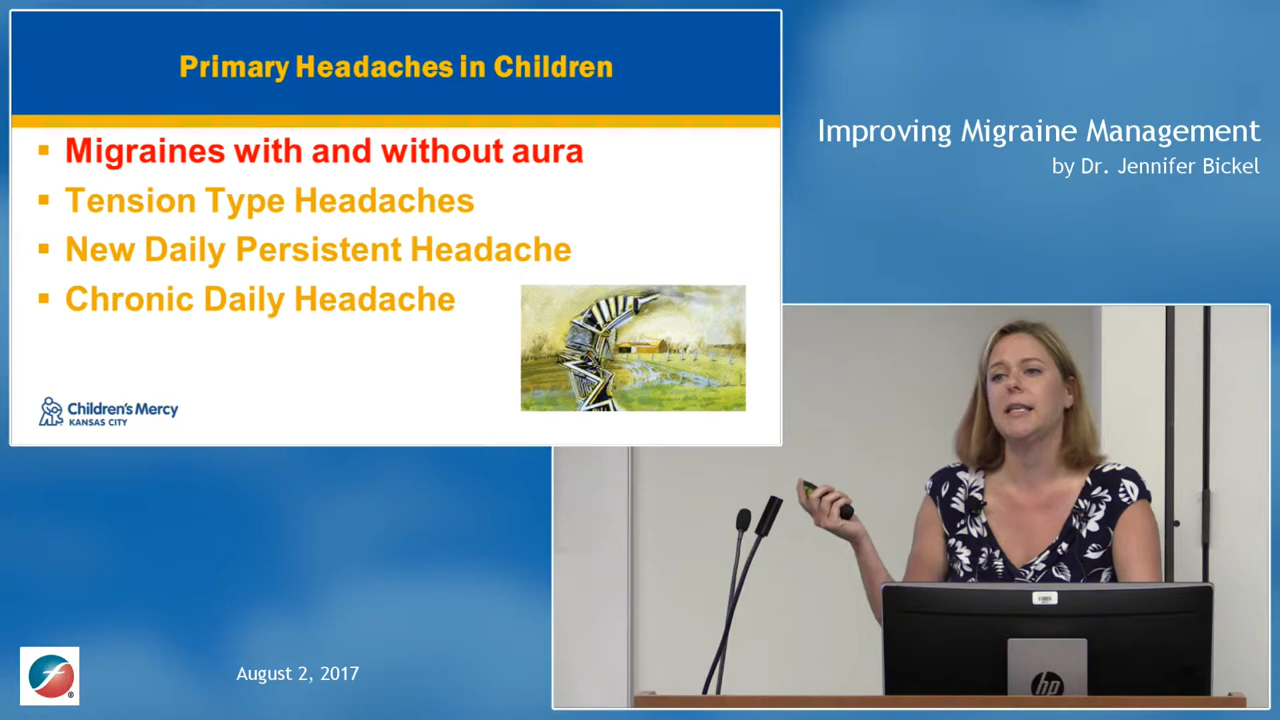 Primary Headaches in Children
Migraines with and without aura
Tension Type Headaches
New Daily Persistent Headache
Chronic Daily Headache
Children's Mercy
KANSAS CITY
Improving Migraine Management
by Dr. Jennifer Bickel
hp
August 2, 2017